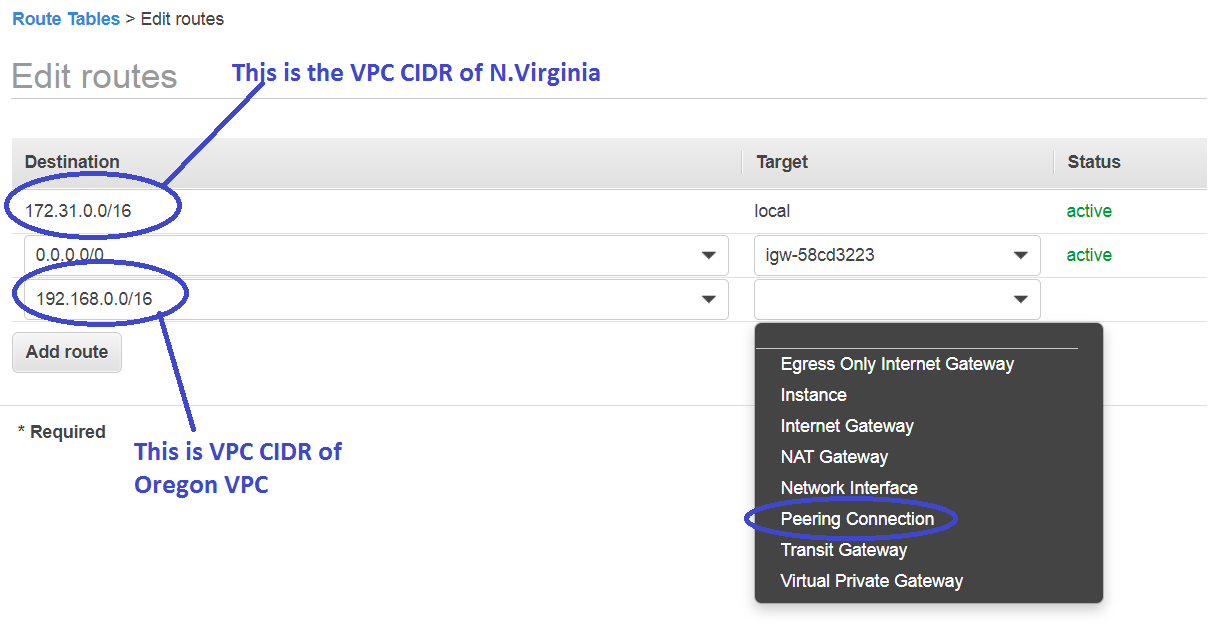 Route Tables > Edit routes
Edit routes
This is the VPC CIDR of N.Virginia
Destination
Target
Status
172.31.0.0/16
local
active
0.0.0.0/0
igw-58cd3223
active
192.168.0.0/16
Add route
Egress Only Internet Gateway
Instance
Internet Gateway
NAT Gateway
Network Interface
Peering Connection
Transit Gateway
Virtual Private Gateway
* Required
This is VPC CIDR of
Oregon VPC